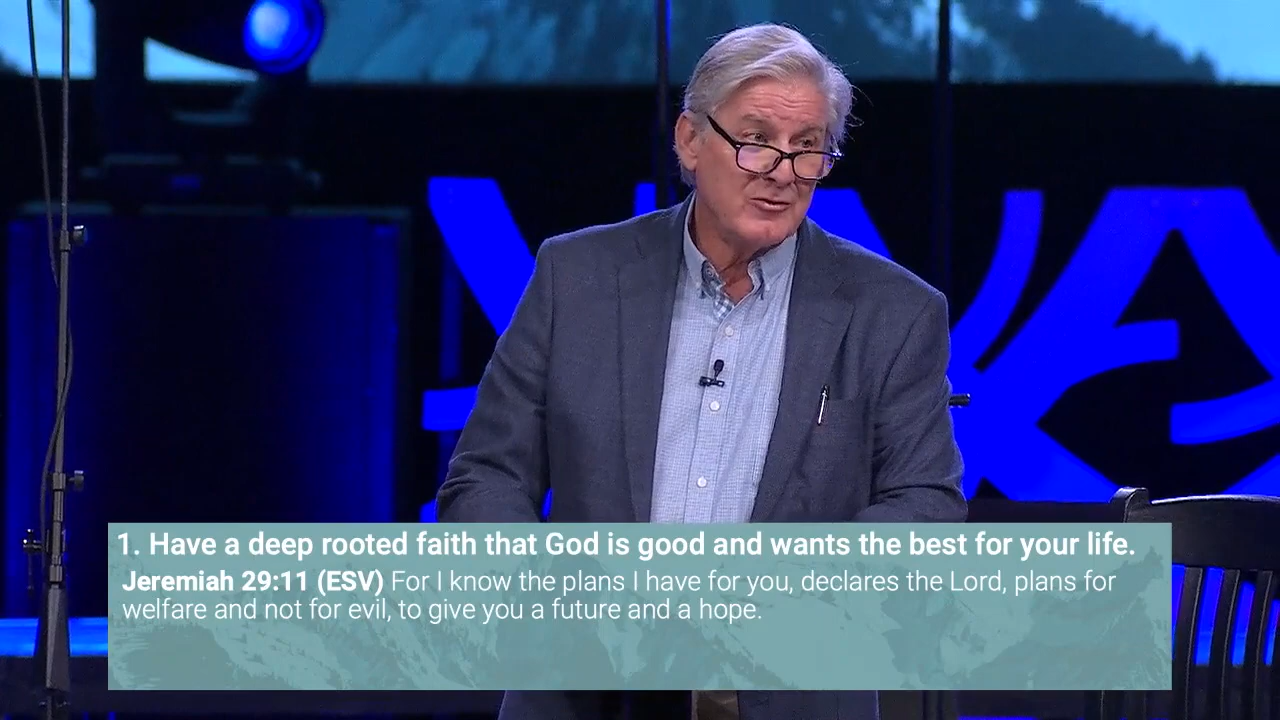 1. Have a deep rooted faith that God is good and wants the best for your life.
Jeremiah 29:11 (ESV) For I know the plans I have for you, declares the Lord, plans for
welfare and not for evil, to give you a future and a hope.